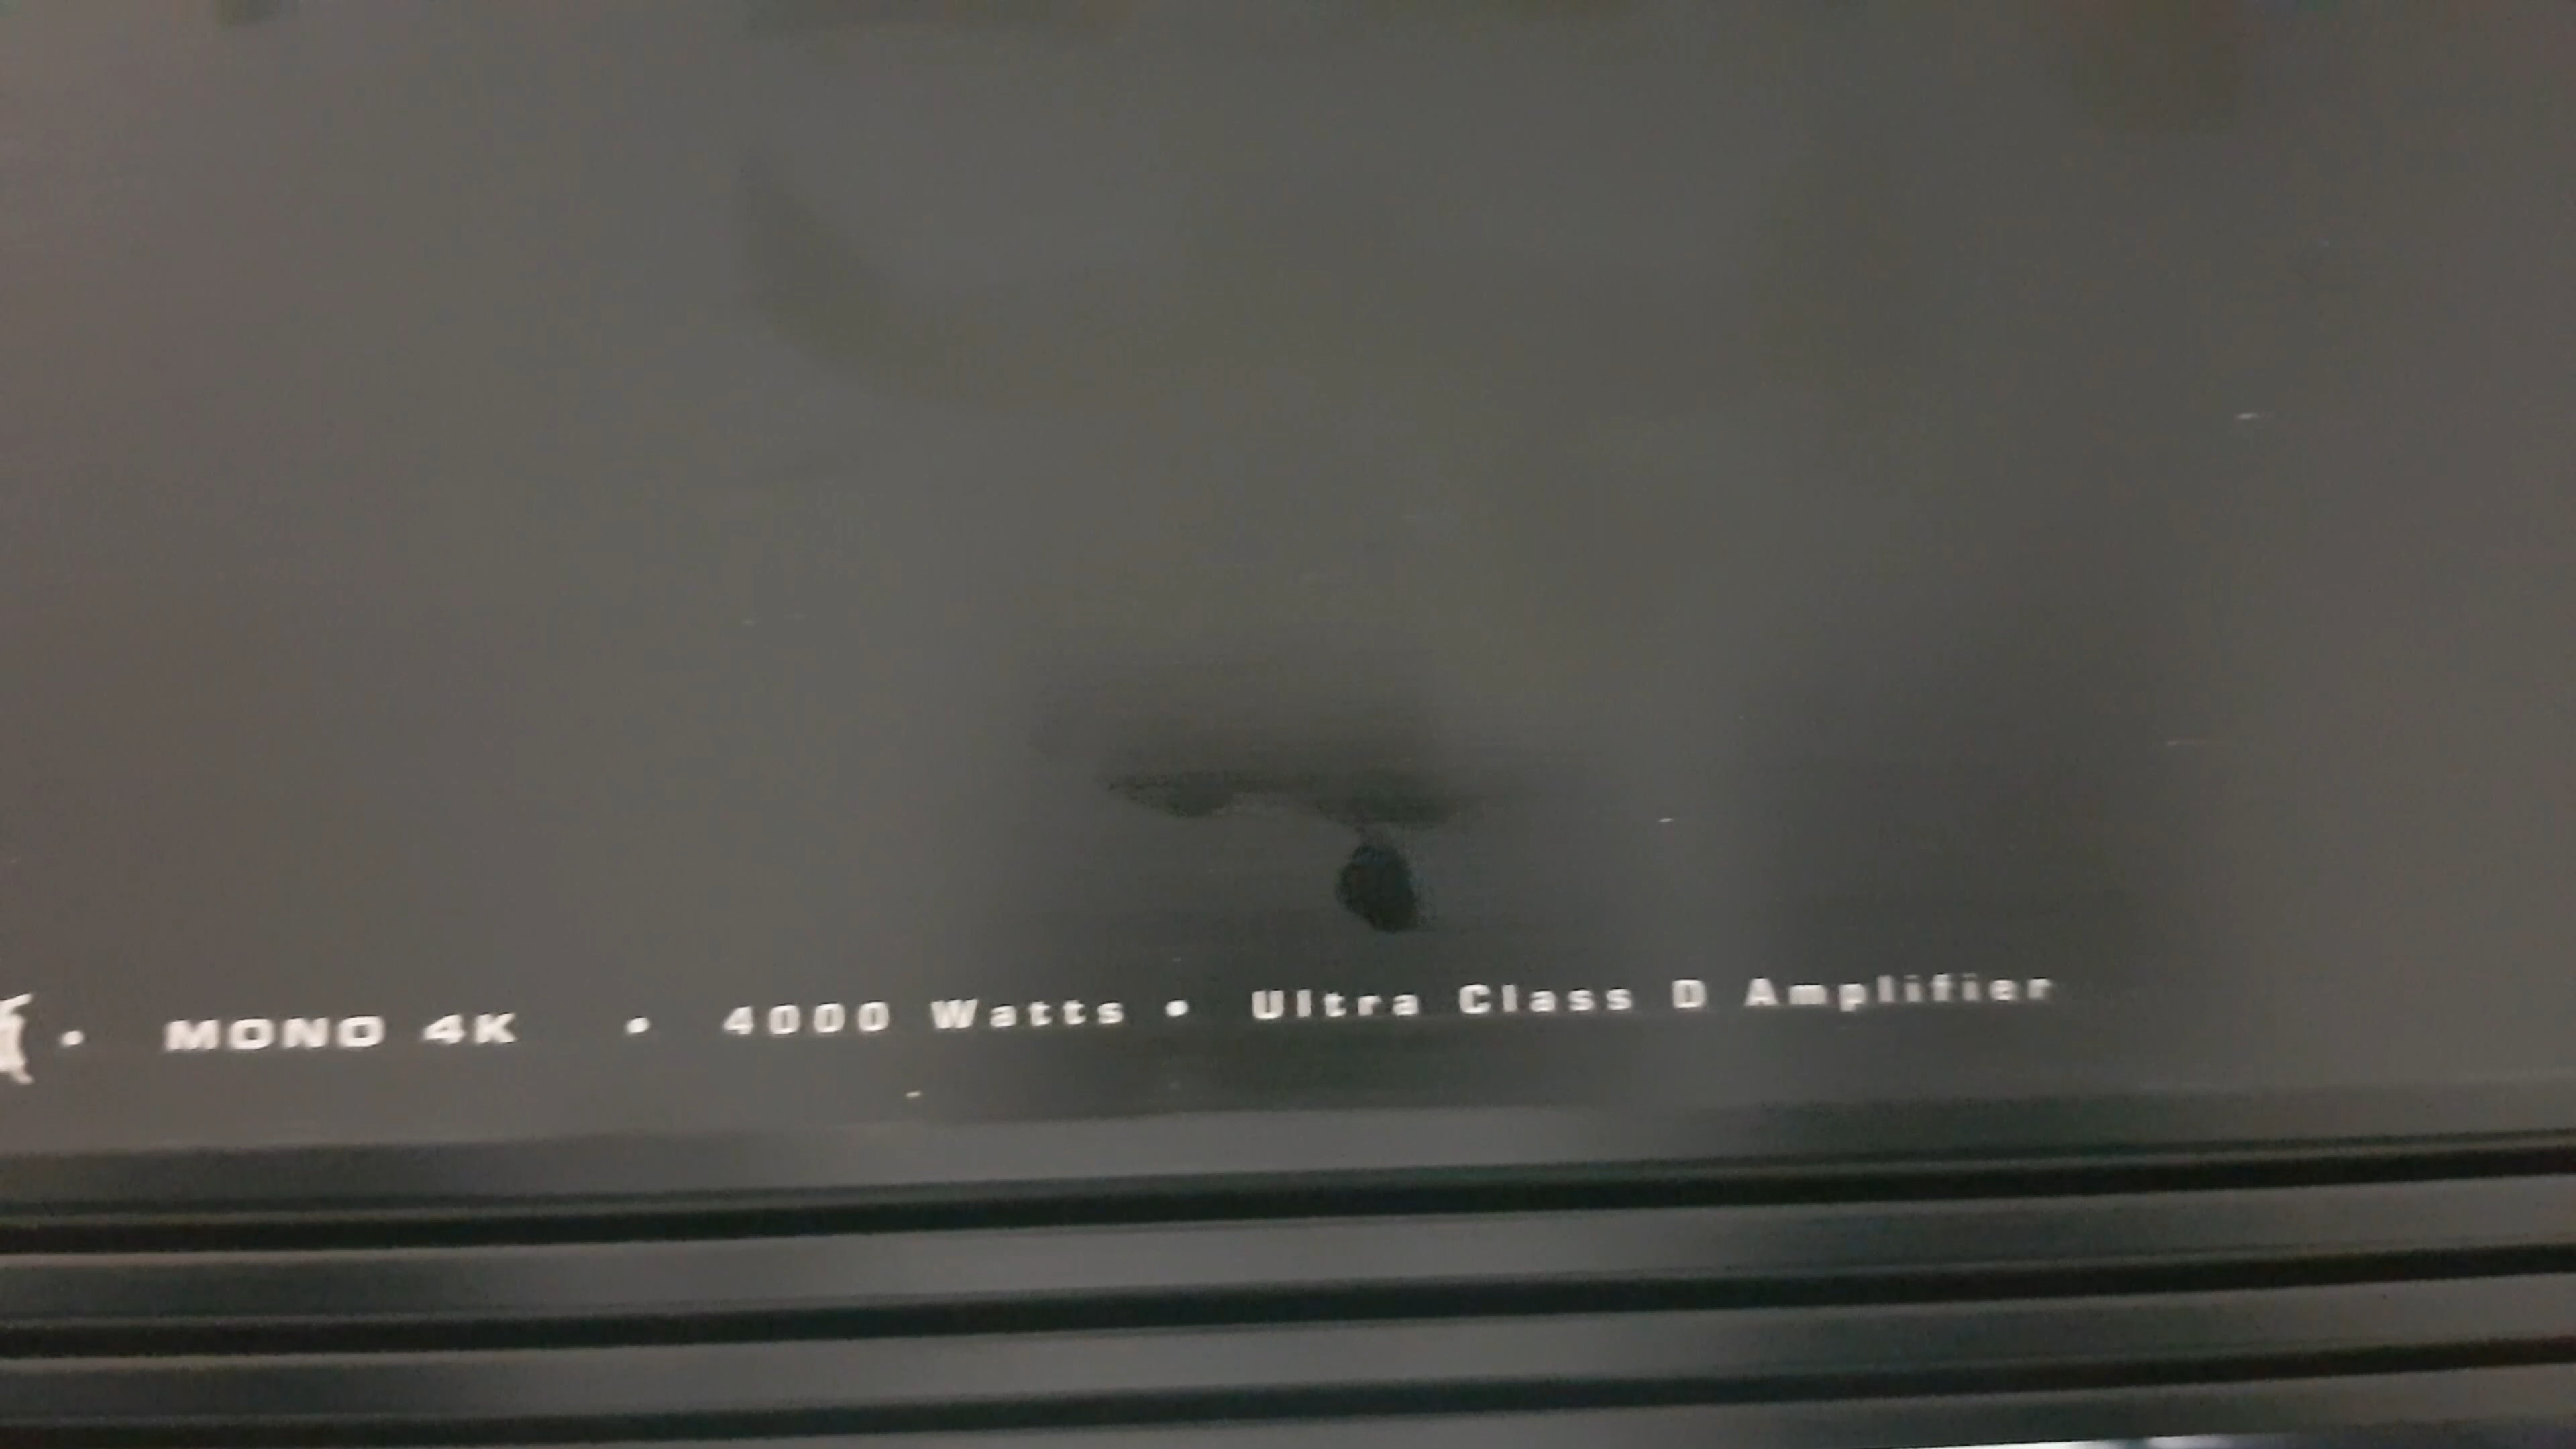 • MONO 4K • 4000 Watts • Ultra Class D Amplifier